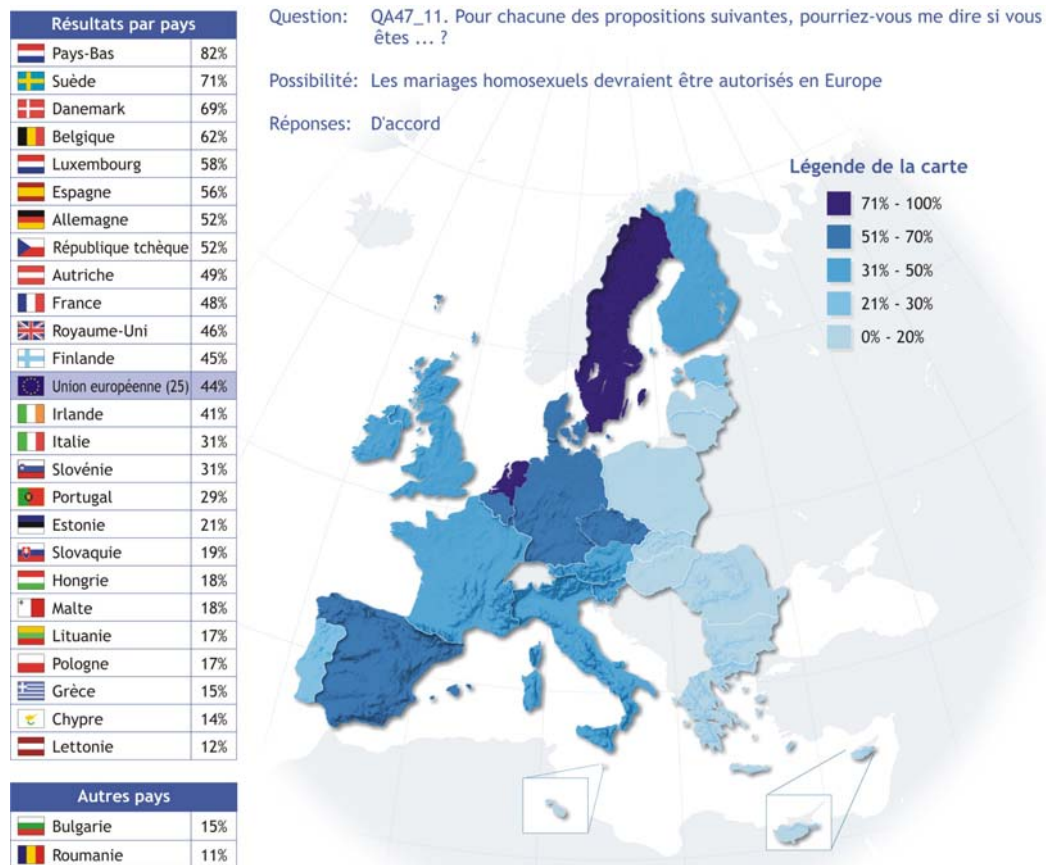 Résultats par pays
Pays-Bas 82%
Suède 71%
Danemark 69%
Belgique 62%
Luxembourg 58%
Espagne 56%
Allemagne 52%
République tchèque 52%
Autriche 49%
France 48%
Royaume-Uni 46%
Finlande 45%
Union européenne (25) 44%
Irlande 41%
Italie 31%
Slovénie 31%
Portugal 29%
Estonie 21%
Slovaquie 19%
Hongrie 18%
Malte 18%
Lituanie 17%
Pologne 17%
Grèce 15%
Chypre 14%
Lettonie 12%
Autres pays
Bulgarie 15%
Roumanie 11%
Question: QA47_11. Pour chacune des propositions suivantes, pourriez-vous me dire si vous
êtes ... ?
Possibilité: Les mariages homosexuels devraient être autorisés en Europe
Réponses: D'accord
Légende de la carte
71% - 100%
51% - 70%
31% - 50%
21% - 30%
0% - 20%